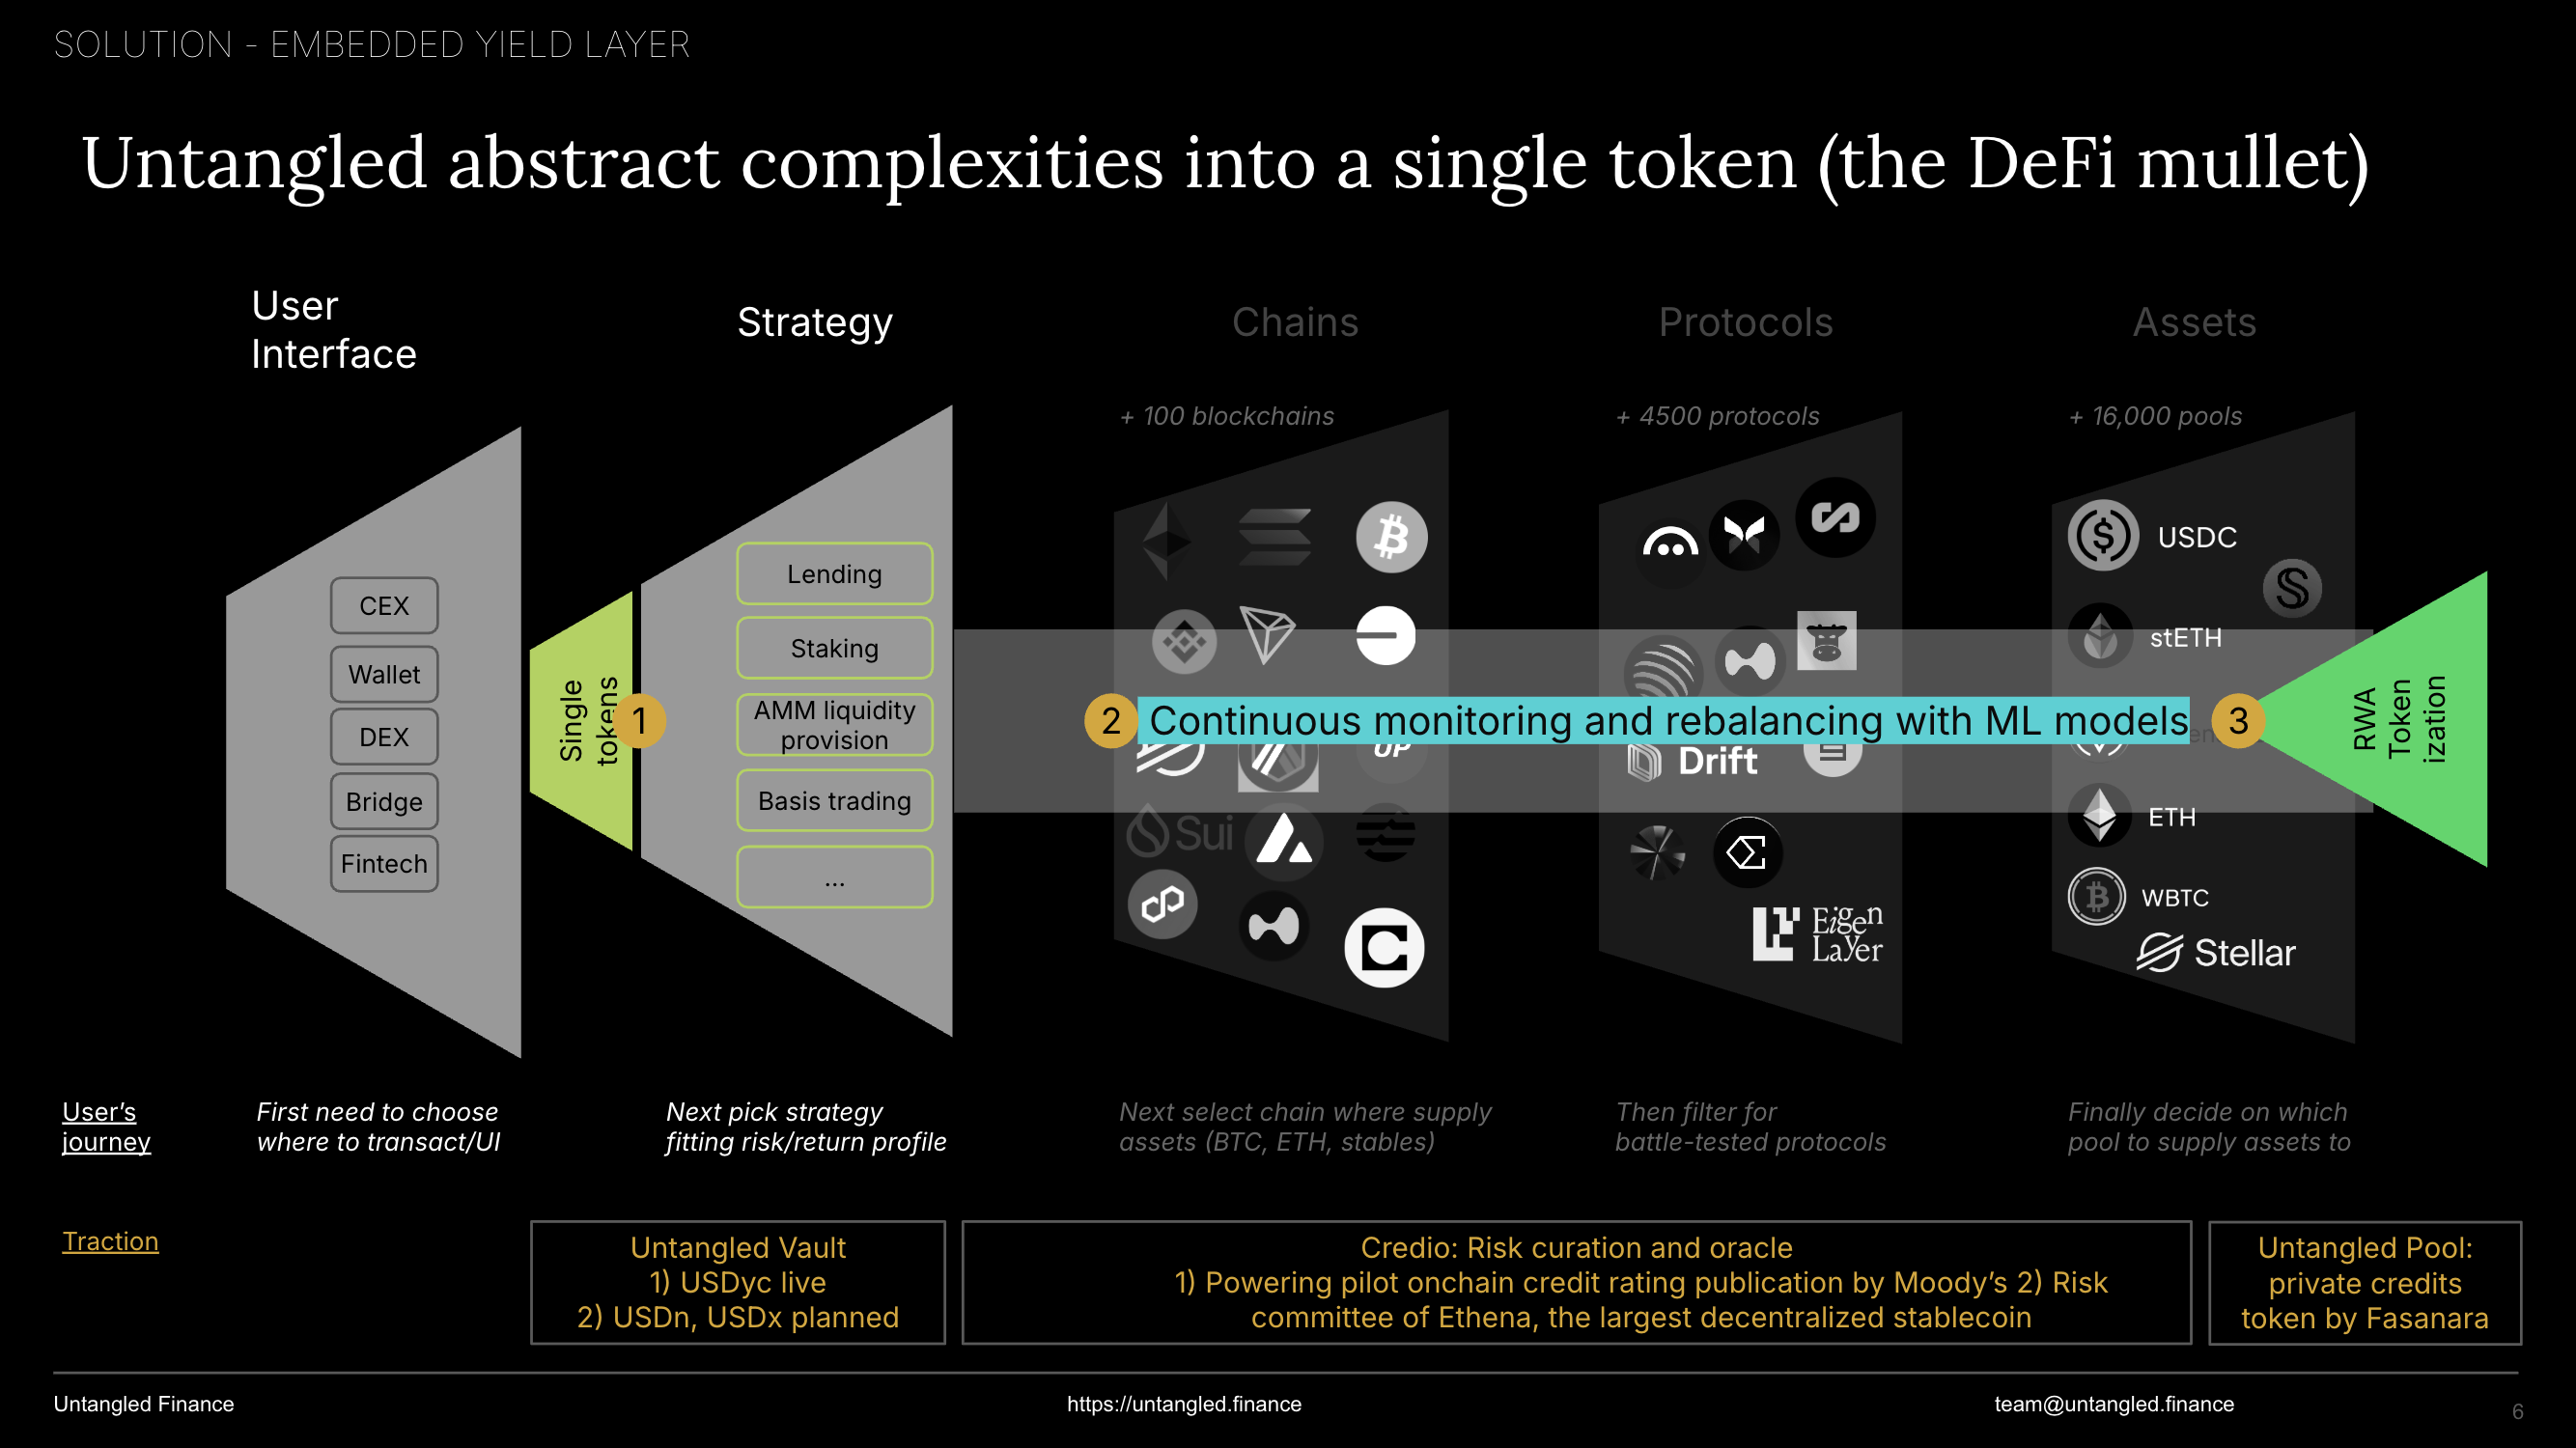 SOLUTION - EMBEDDED YIELD LAYER
Untangled abstract complexities into a single token (the DeFi mullet)
User
Interface
Strategy
Chains
Protocols
Assets
+ 100 blockchains
+ 4500 protocols
+ 16,000 pools
CEX
Wallet
DEX
Bridge
Fintech
Single
tokens
1
Lending
Staking
AMM liquidity
provision
Basis trading
...
2
Continuous monitoring and rebalancing with ML models
3
Sui
Drift
Eigen
Layer
USDC
stETH
ETH
WBTC
Stellar
RWA
Token
ization
User's
journey
First need to choose
where to transact/UI
Next pick strategy
fitting risk/return profile
Next select chain where supply
assets (BTC, ETH, stables)
Then filter for
battle-tested protocols
Finally decide on which
pool to supply assets to
Traction
Untangled Vault
1) USDyc live
2) USDn, USDx planned
Credio: Risk curation and oracle
1) Powering pilot onchain credit rating publication by Moody's 2) Risk
committee of Ethena, the largest decentralized stablecoin
Untangled Pool:
private credits
token by Fasanara
Untangled Finance
https://untangled.finance
team@untangled.finance
6